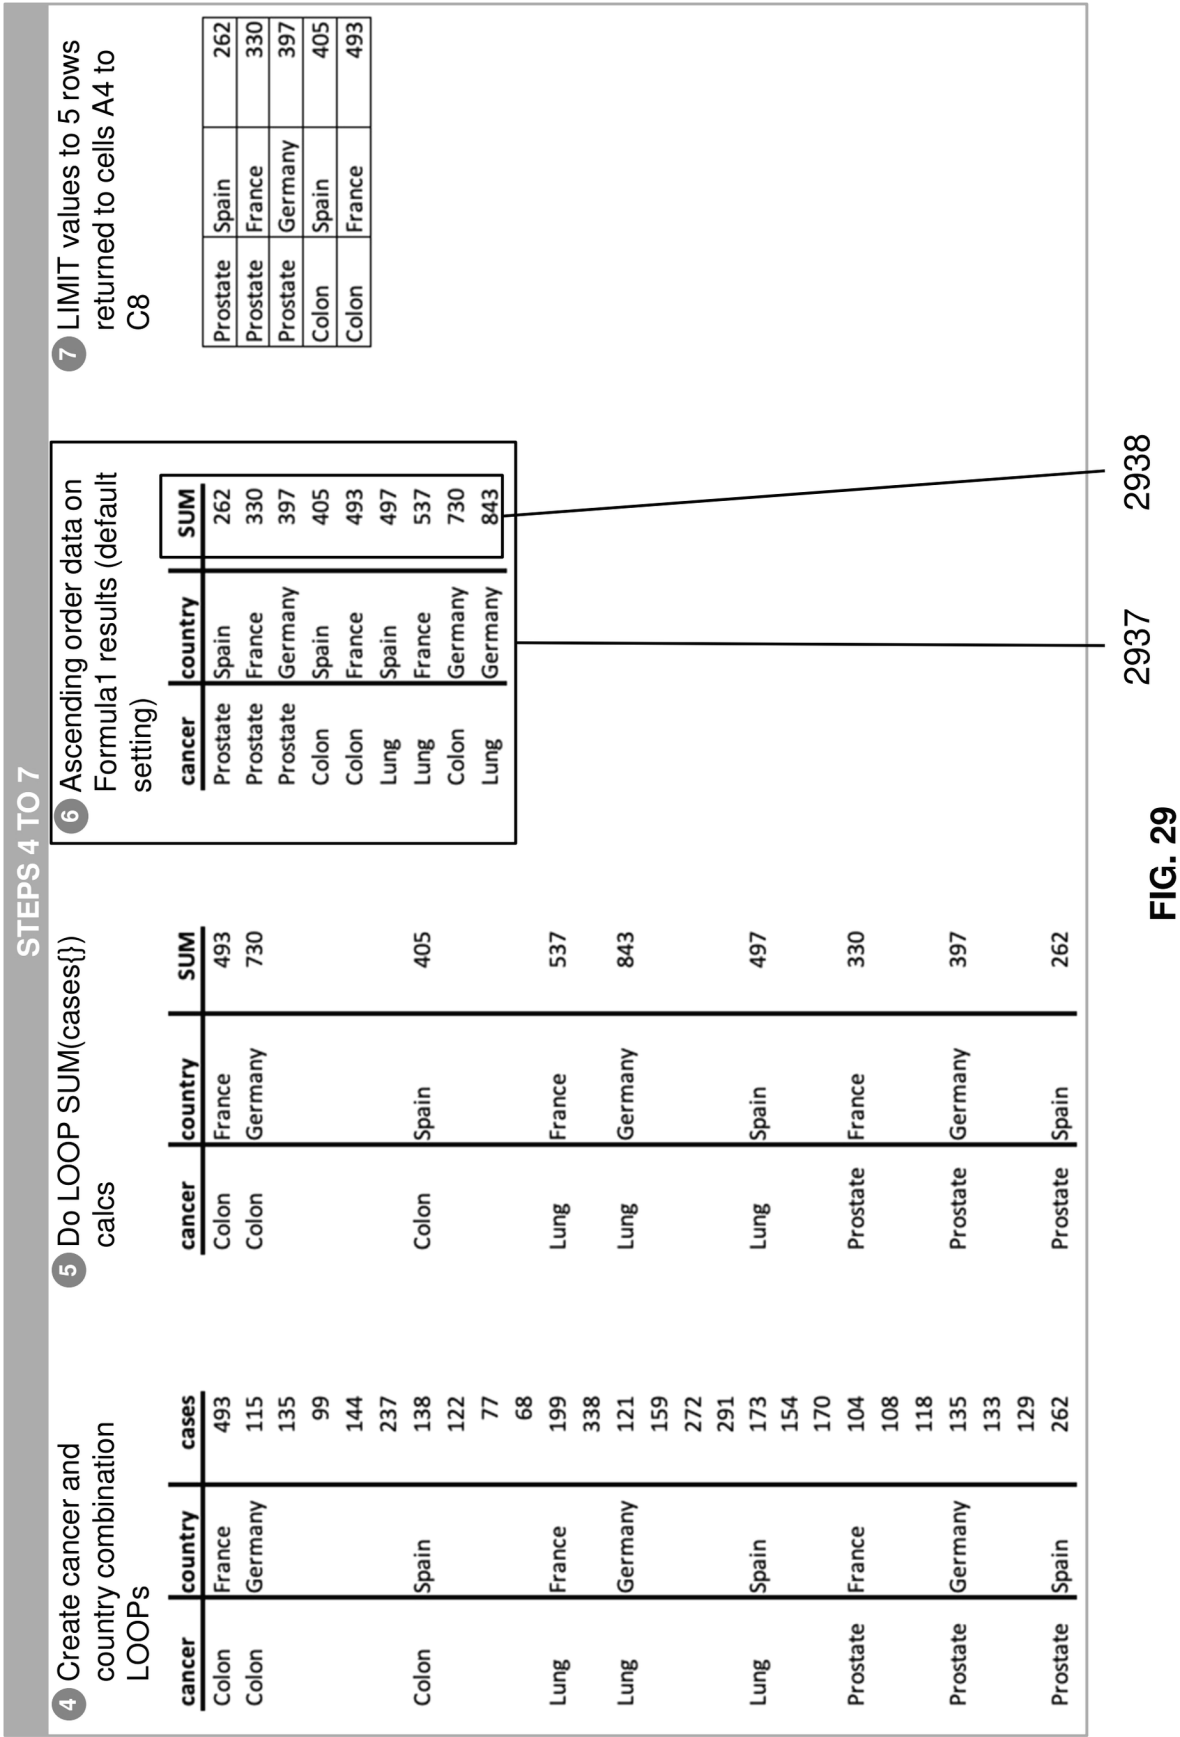 STEPS 4 TO 7
4 Create cancer and
country combination
LOOPs
cancer country cases
Colon France 493
Colon Germany 115
135
99
144
237
Colon Spain 138
122
77
68
Lung France 199
338
Lung Germany 121
159
272
291
Lung Spain 173
154
170
Prostate France 104
108
118
Prostate Germany 135
133
129
Prostate Spain 262
5 Do LOOP SUM(cases{})
calcs
cancer country SUM
Colon France 493
Colon Germany 730
Colon Spain 405
Lung France 537
Lung Germany 843
Lung Spain 497
Prostate France 330
Prostate Germany 397
Prostate Spain 262
6 Ascending order data on
Formula1 results (default
setting)
cancer country SUM
Prostate Spain 262
Prostate France 330
Prostate Germany 397
Colon Spain 405
Colon France 493
Lung Spain 497
Lung France 537
Colon Germany 730
Lung Germany 843
7 LIMIT values to 5 rows
returned to cells A4 to
C8
Prostate Spain 262
Prostate France 330
Prostate Germany 397
Colon Spain 405
Colon France 493
2937
2938
FIG. 29